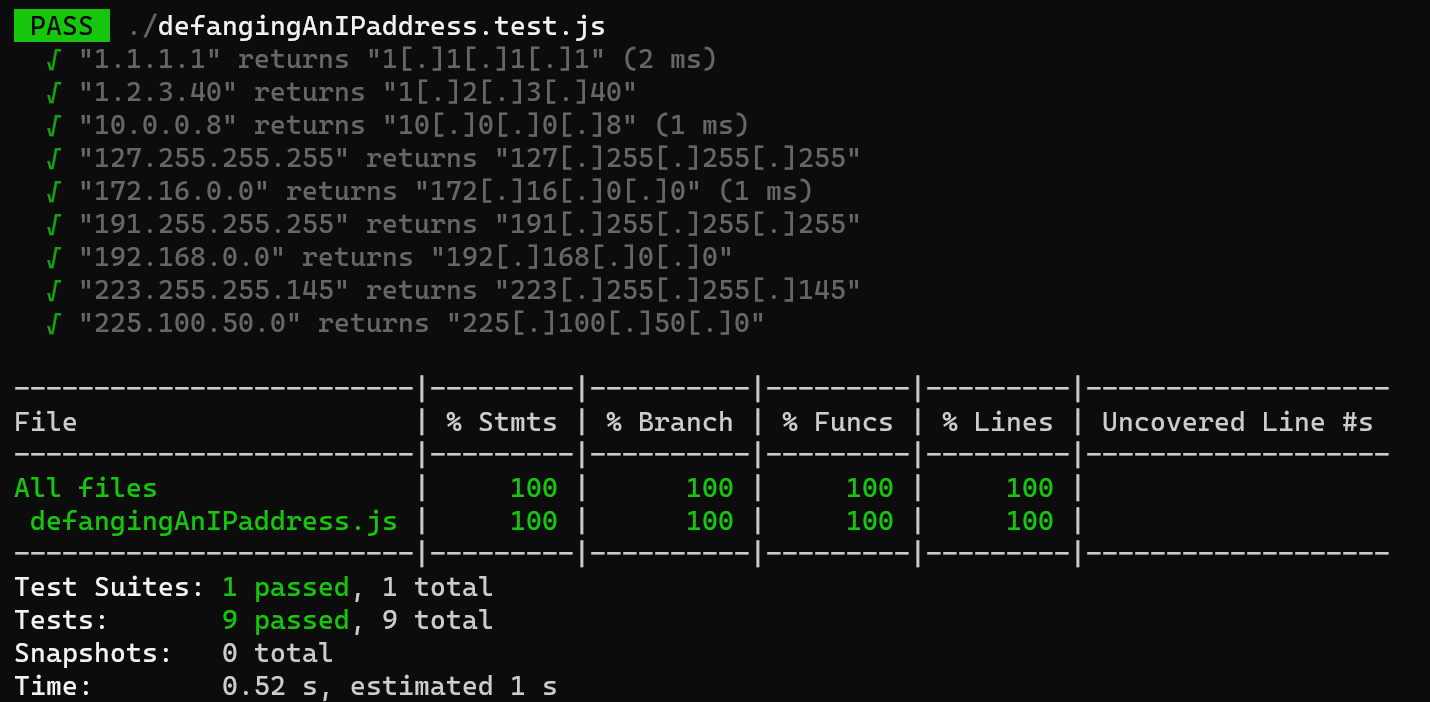 PASS ./defangingAnIPaddress.test.js
√ "1.1.1.1" returns "1[.]1[.]1[.]1" (2 ms)
√ "1.2.3.40" returns "1[.]2[.]3[.]40"
√ "10.0.0.8" returns "10[.]0[.]0[.]8" (1 ms)
√ "127.255.255.255" returns "127[.]255[.]255[.]255"
√ "172.16.0.0" returns "172[.]16[.]0[.]0" (1 ms)
√ "191.255.255.255" returns "191[.]255[.]255[.]255"
√ "192.168.0.0" returns "192[.]168[.]0[.]0"
√ "223.255.255.145" returns "223[.]255[.]255[.]145"
√ "225.100.50.0" returns "225[.]100[.]50[.]0"
-------------------------|---------|----------|---------|---------|-------------------
File                     | % Stmts | % Branch | % Funcs | % Lines | Uncovered Line #s
-------------------------|---------|----------|---------|---------|-------------------
All files                |     100 |      100 |     100 |     100 |
 defangingAnIPaddress.js |     100 |      100 |     100 |     100 |
-------------------------|---------|----------|---------|---------|-------------------
Test Suites: 1 passed, 1 total
Tests:       9 passed, 9 total
Snapshots:   0 total
Time:        0.52 s, estimated 1 s